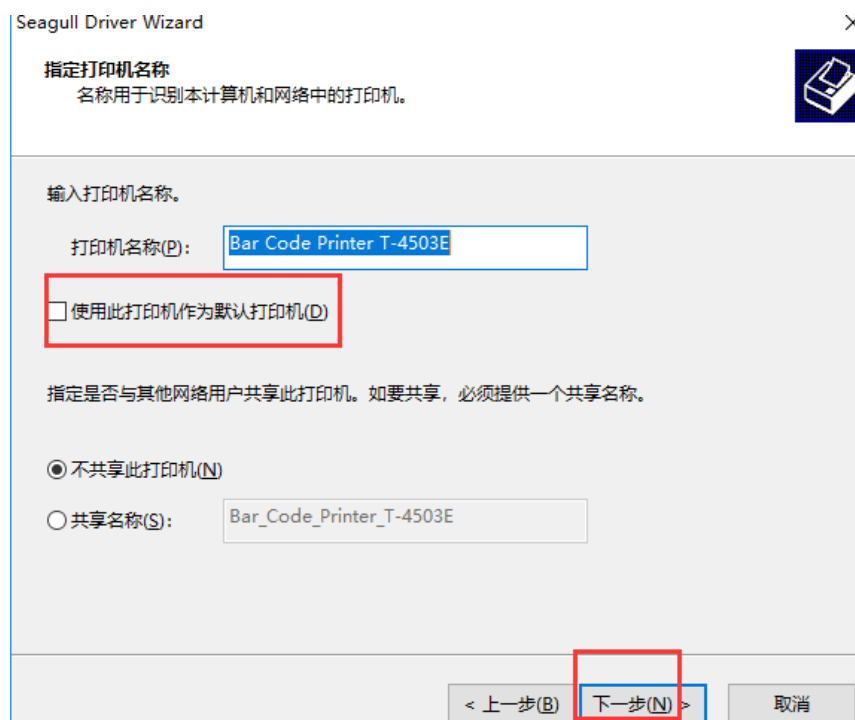 Seagull Driver Wizard
指定打印机名称
名称用于识别本计算机和网络中的打印机。
输入打印机名称。
打印机名称(P): Bar Code Printer T-4503E
使用此打印机作为默认打印机(D)
指定是否与其他网络用户共享此打印机。如要共享，必须提供一个共享名称。
不共享此打印机(N)
共享名称(S): Bar_Code_Printer_T-4503E
< 上一步(B) 下一步(N) > 取消